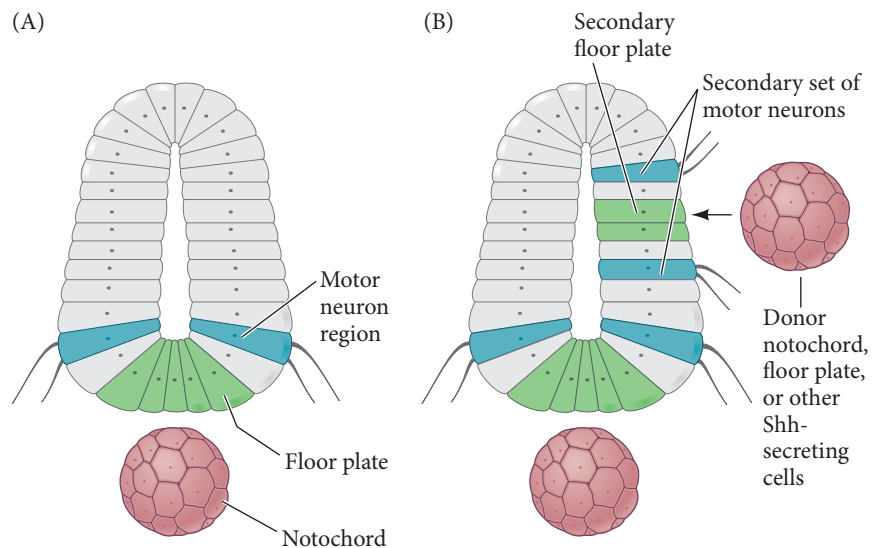 (A)
Motor
neuron
region
Floor plate
Notochord
(B)
Secondary
floor plate
Secondary set of
motor neurons
Donor
notochord,
floor plate,
or other
Shh-
secreting
cells